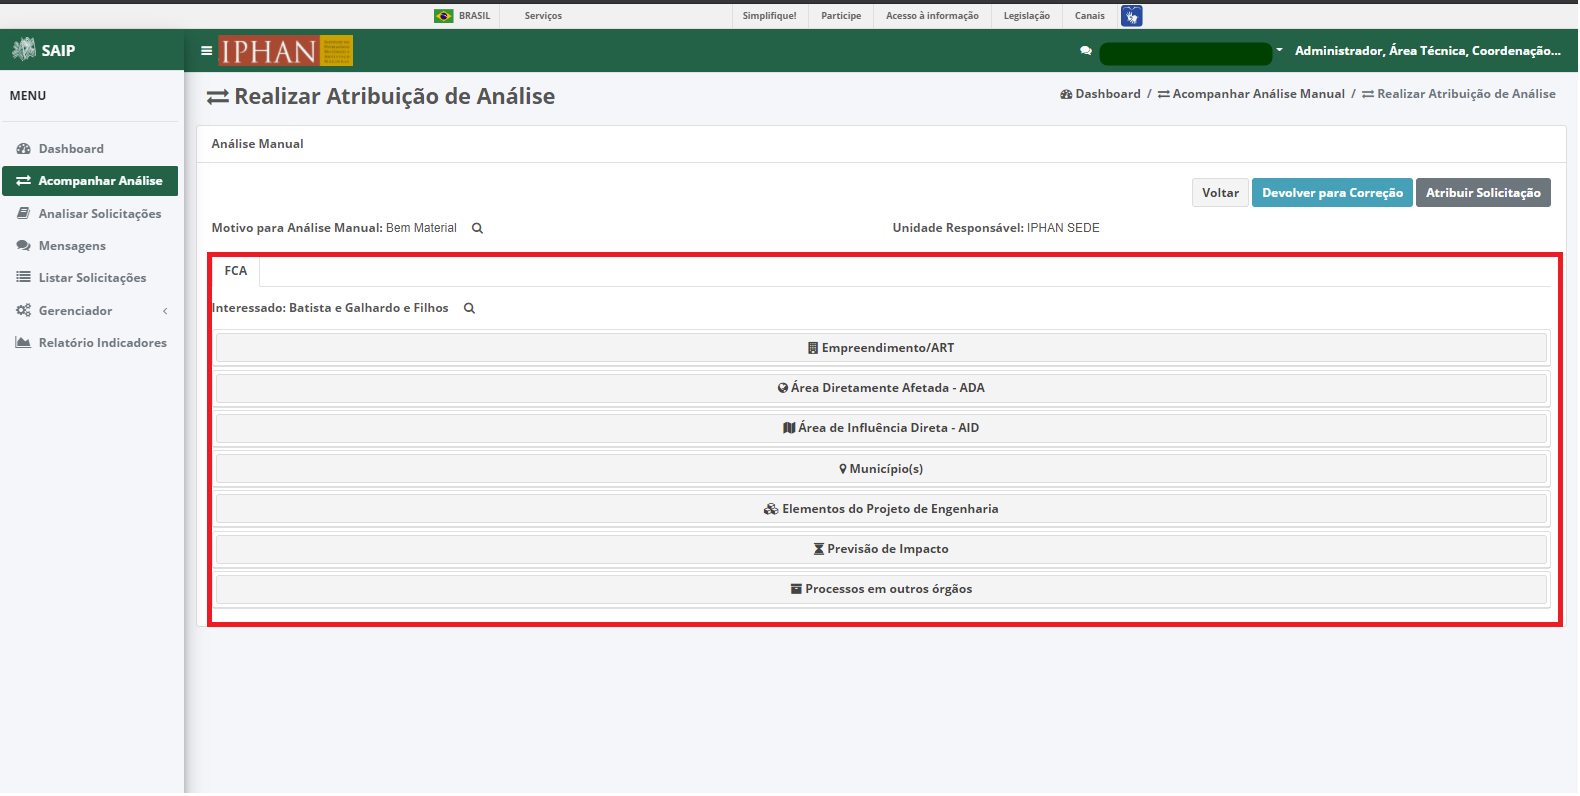 BRASIL Serviços Simplifique! Participe Acesso à informação Legislação Canais
SAIP
IPHAN
Administrador, Área Técnica, Coordenação...
MENU
Dashboard
Acompanhar Análise
Analisar Solicitações
Mensagens
Listar Solicitações
Gerenciador
Relatório Indicadores
Realizar Atribuição de Análise
Dashboard / Acompanhar Análise Manual / Realizar Atribuição de Análise
Análise Manual
Voltar Devolver para Correção Atribuir Solicitação
Motivo para Análise Manual: Bem Material Unidade Responsável: IPHAN SEDE
FCA
Interessado: Batista e Galhardo e Filhos
Empreendimento/ART
Área Diretamente Afetada - ADA
Área de Influência Direta - AID
Município(s)
Elementos do Projeto de Engenharia
Previsão de Impacto
Processos em outros órgãos